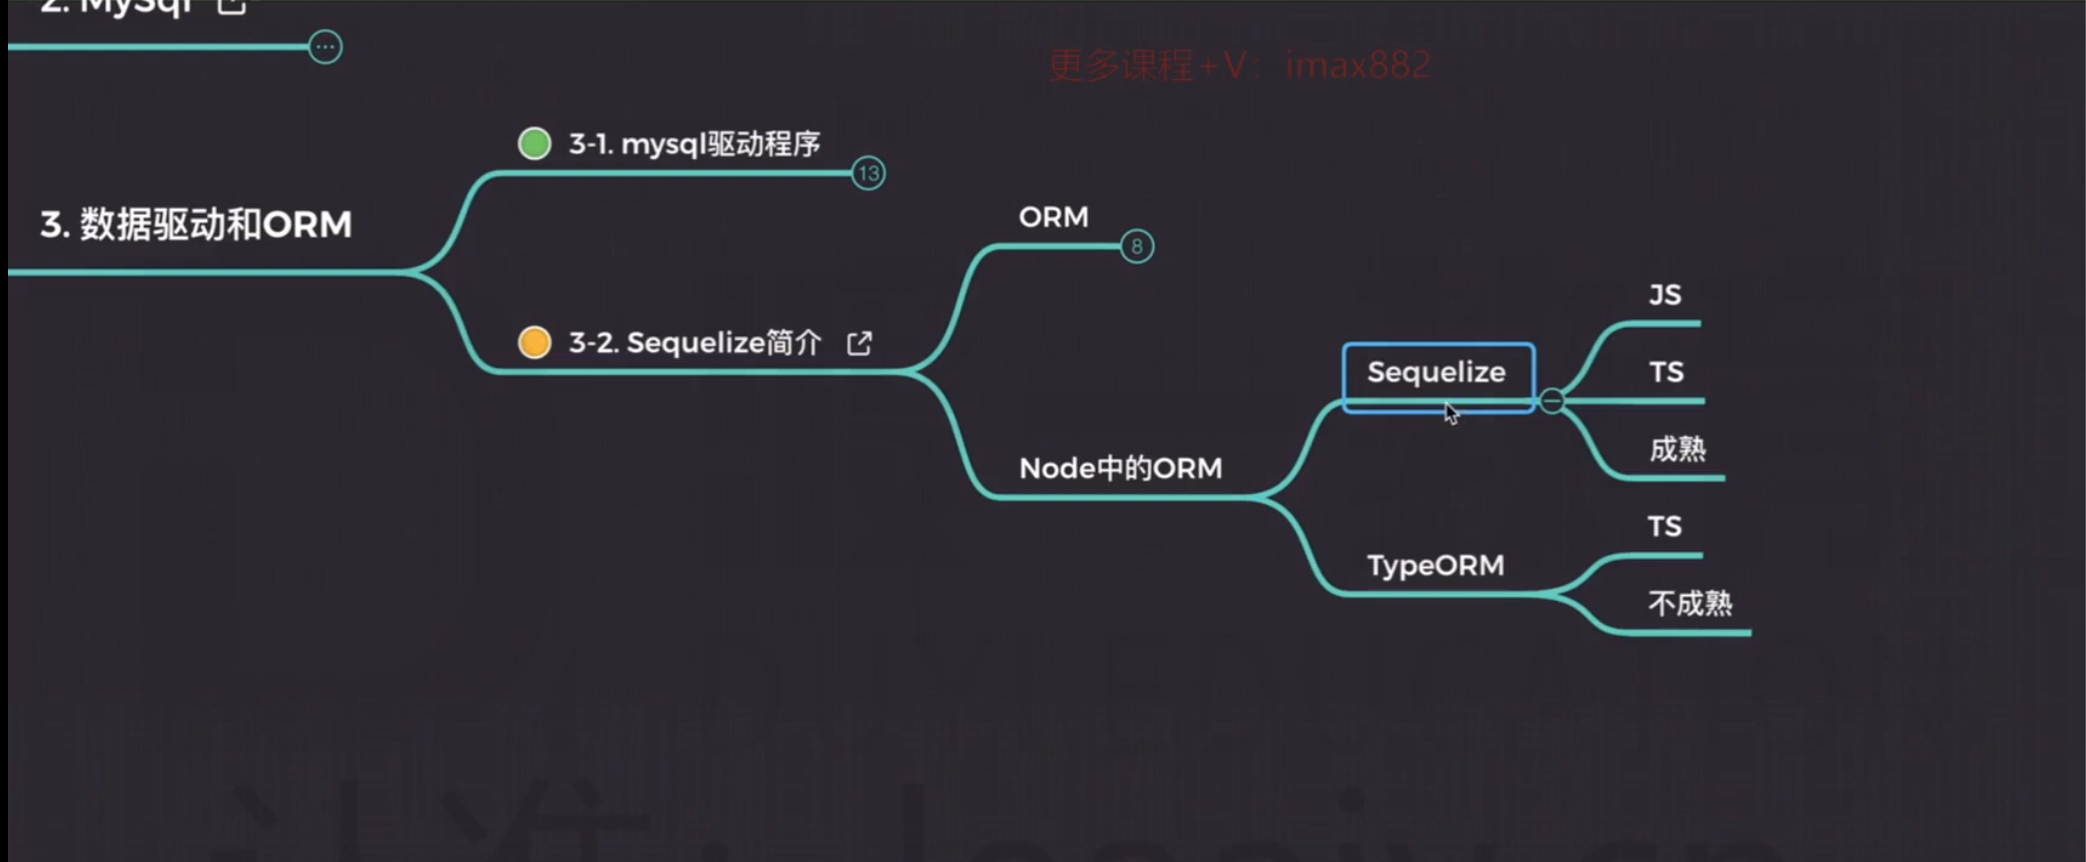 2. MySql
更多课程+V：imax882
3-1. mysql驱动程序
13
3. 数据驱动和ORM
ORM
8
3-2. Sequelize简介
JS
Sequelize
TS
成熟
Node中的ORM
TS
TypeORM
不成熟